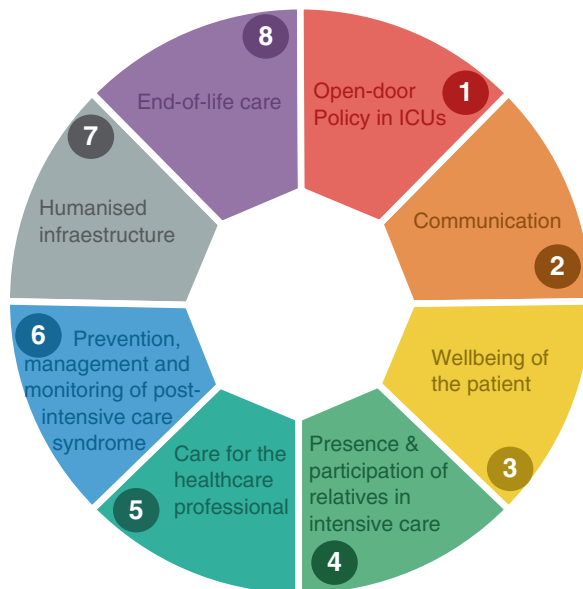 1
Open-door
Policy in ICUs
Communication
2
Wellbeing of
the patient
3
Presence &
participation of
relatives in
intensive care
4
Care for the
healthcare
professional
5
6
Prevention,
management and
monitoring of post-
intensive care
syndrome
7
Humanised
infraestructure
8
End-of-life care